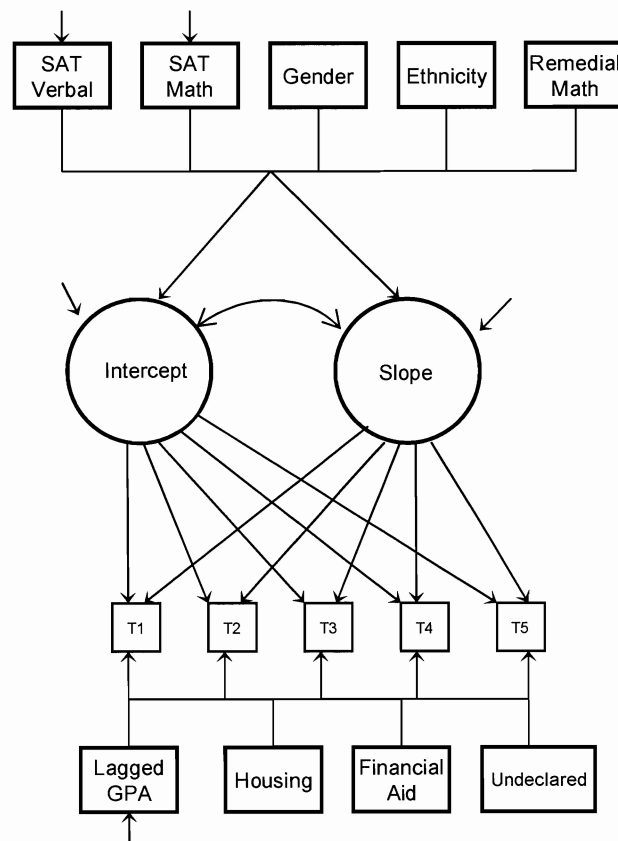 SAT
Verbal
SAT
Math
Gender
Ethnicity
Remedial
Math
Intercept
Slope
T1
T2
T3
T4
T5
Lagged
GPA
Housing
Financial
Aid
Undeclared